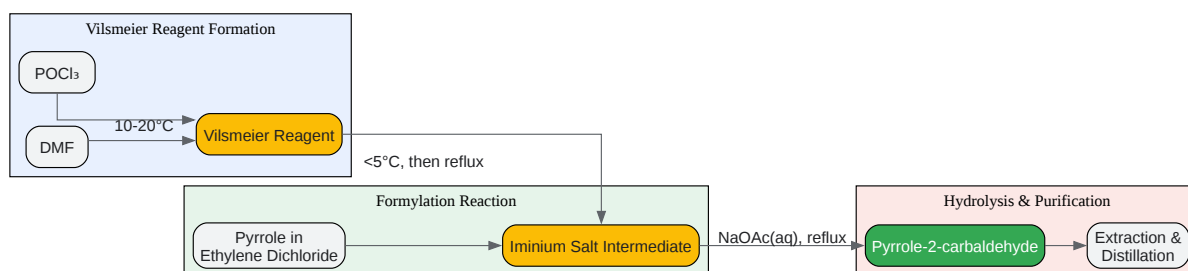 Vilsmeier Reagent Formation
POCl₃
10-20°C
DMF
Vilsmeier Reagent
<5°C, then reflux
Formylation Reaction
Pyrrole in
Ethylene Dichloride
Iminium Salt Intermediate
NaOAc(aq), reflux
Hydrolysis & Purification
Pyrrole-2-carbaldehyde
Extraction &
Distillation